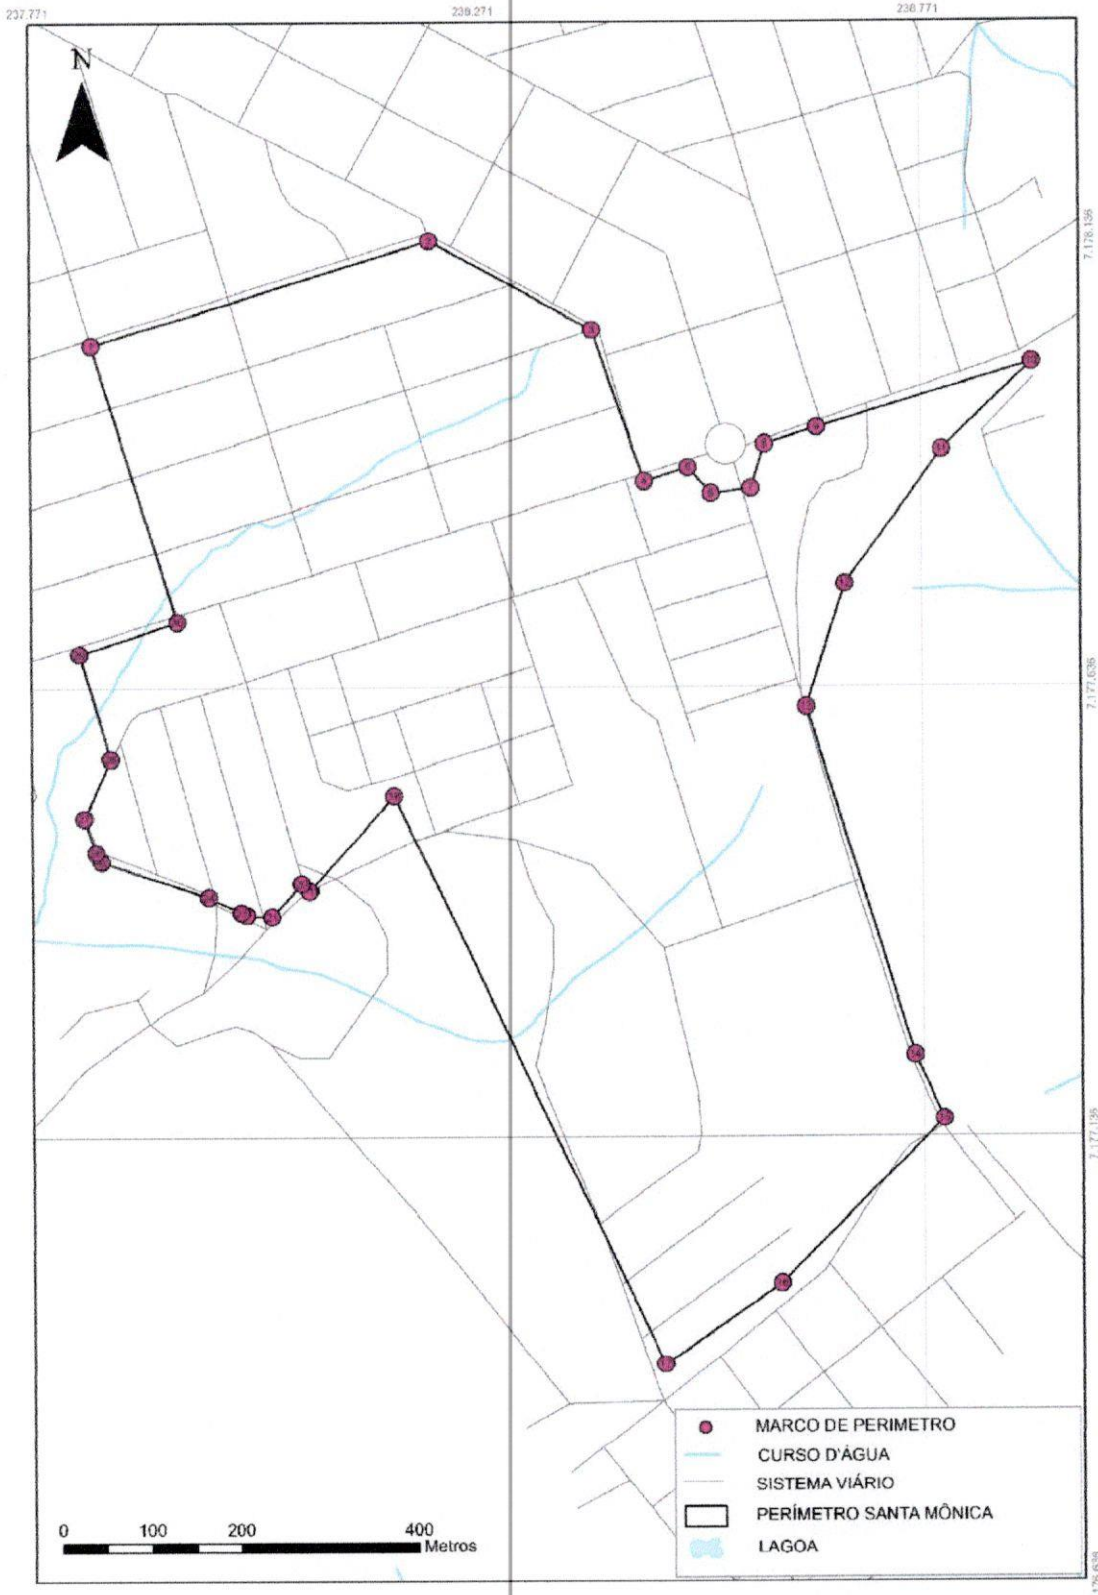 237.771
238.271
238.771
N
7.178.136
7.177.636
7.177.136
MARCO DE PERIMETRO
CURSO D'ÁGUA
SISTEMA VIÁRIO
PERÍMETRO SANTA MÔNICA
LAGOA
0 100 200 400
Metros